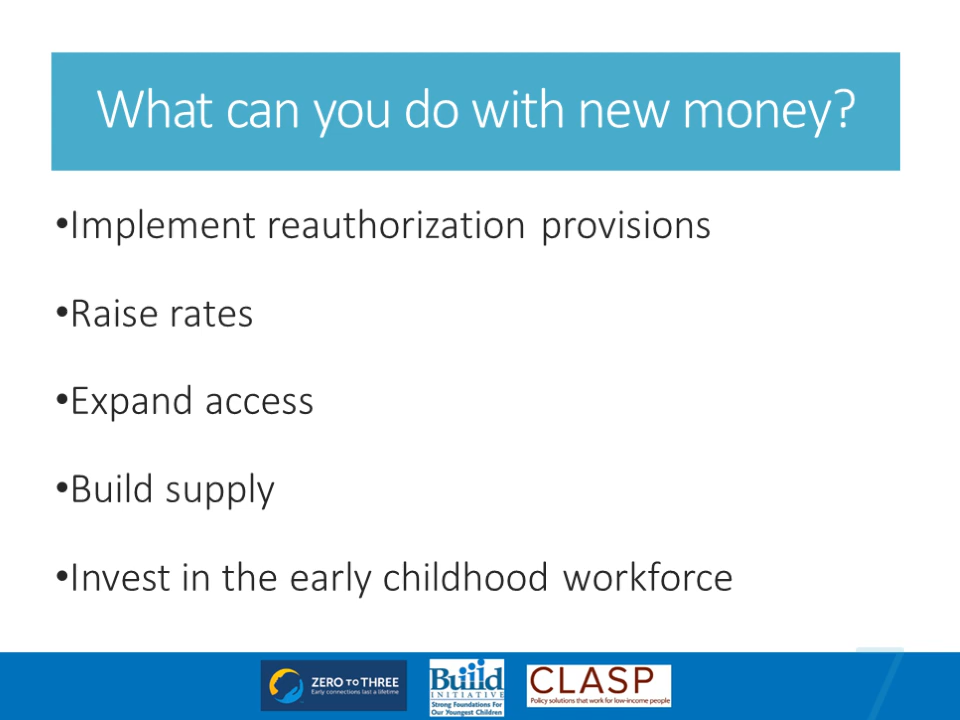 What can you do with new money?
•Implement reauthorization provisions
•Raise rates
•Expand access
•Build supply
•Invest in the early childhood workforce
7
ZERO TO THREE
Early connections last a lifetime
Build
INITIATIVE
Strong Foundations For
Our Youngest Children
CLASP
Policy solutions that work for low-income people